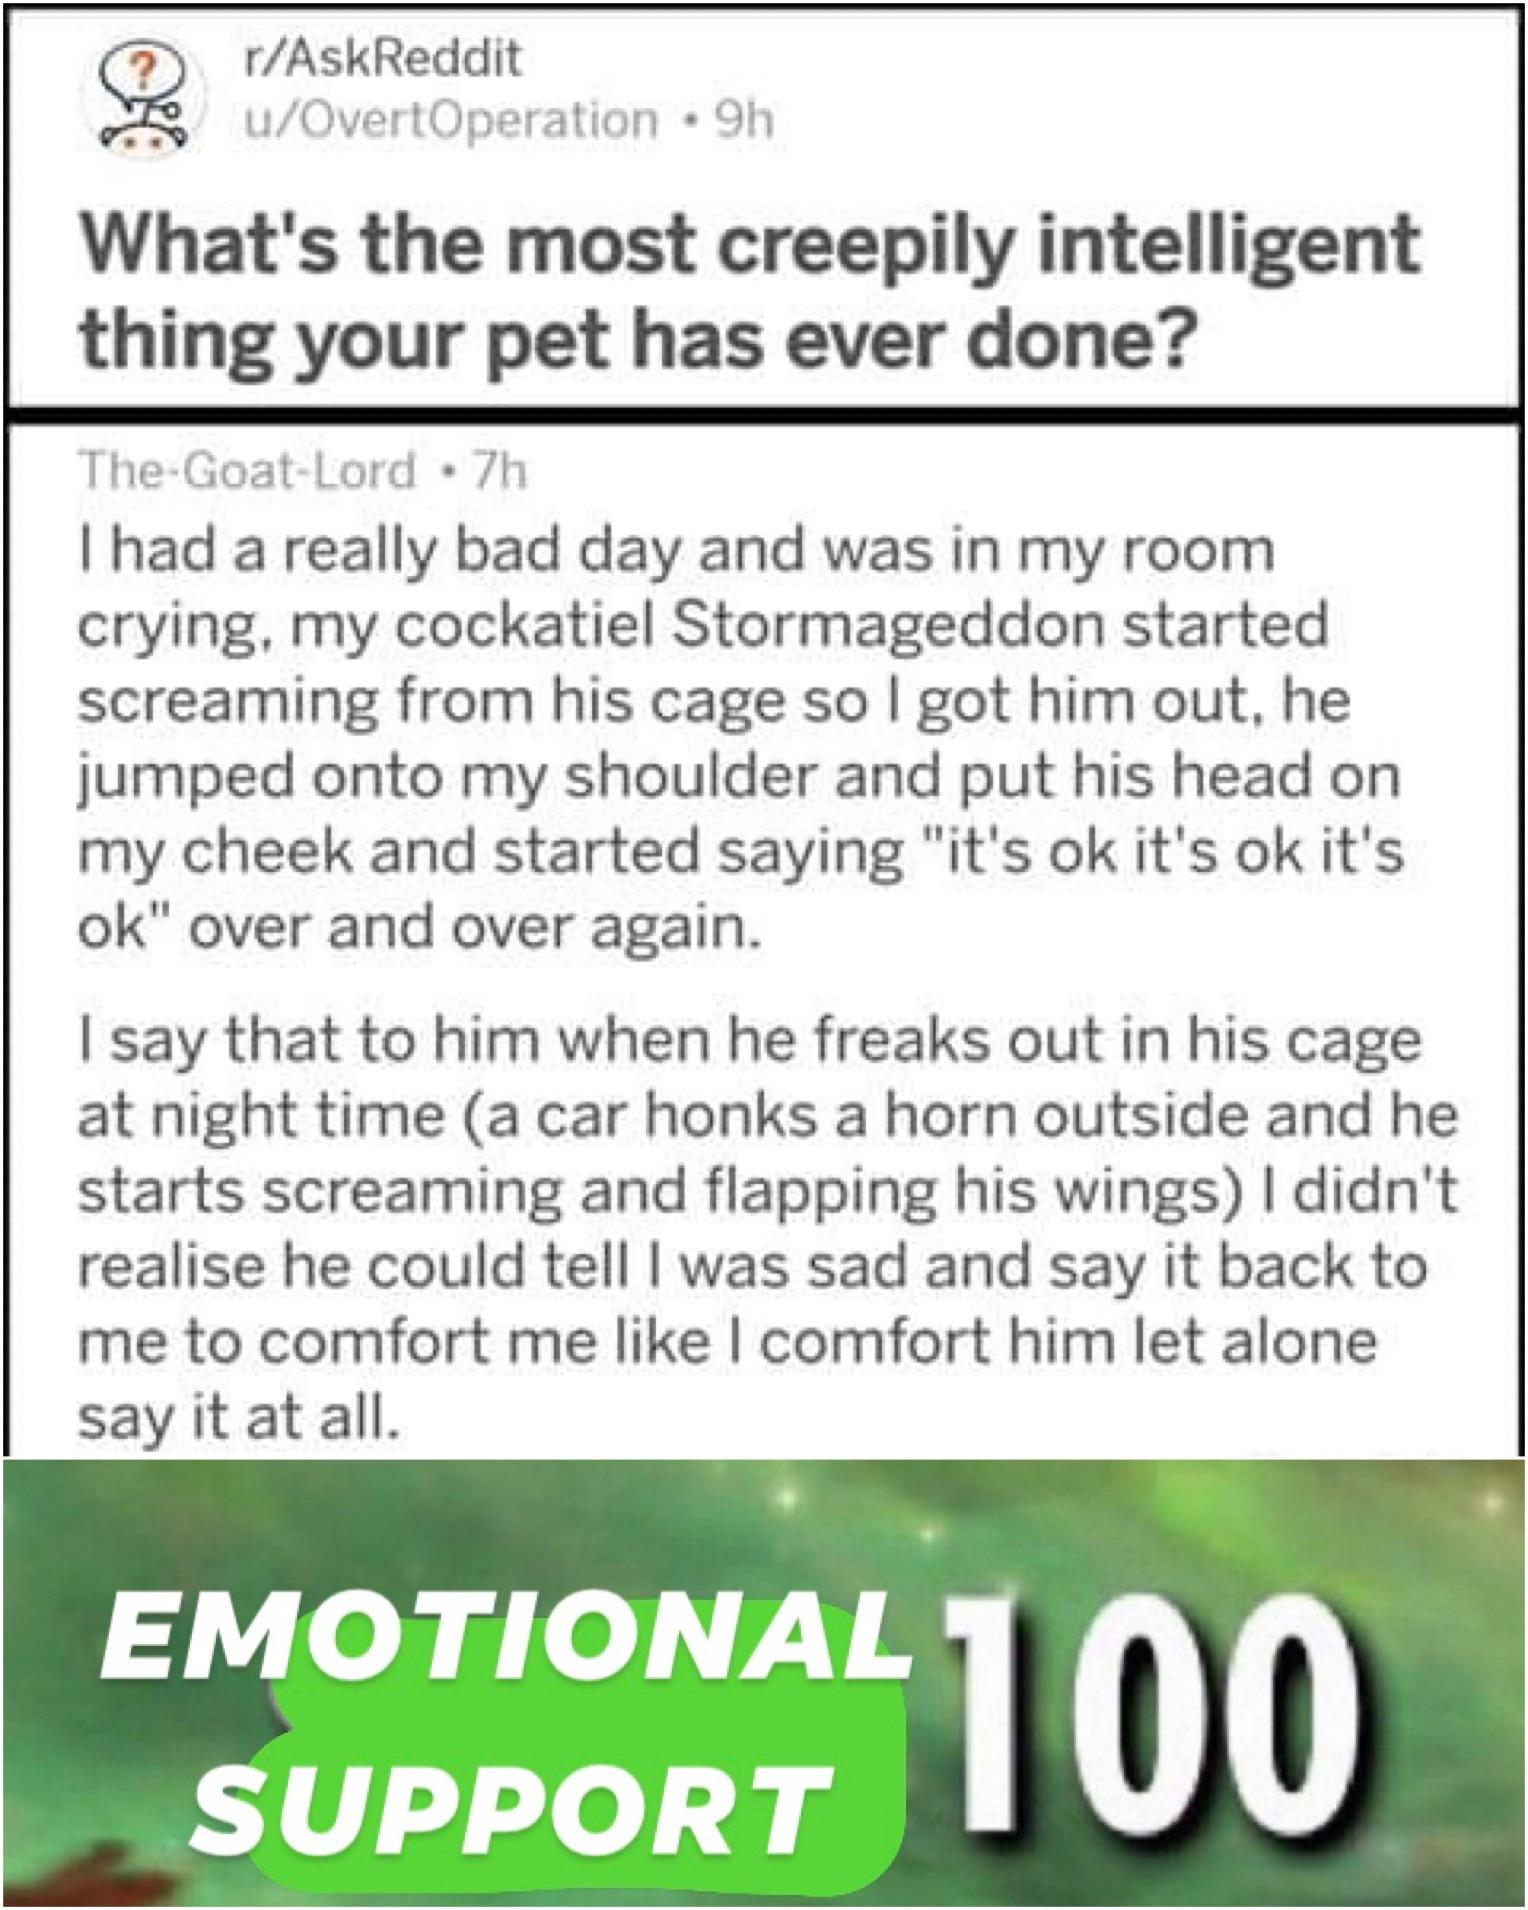 r/AskReddit
u/OvertOperation • 9h
What's the most creepily intelligent
thing your pet has ever done?
The-Goat-Lord • 7h
I had a really bad day and was in my room
crying, my cockatiel Stormageddon started
screaming from his cage so I got him out, he
jumped onto my shoulder and put his head on
my cheek and started saying "it's ok it's ok it's
ok" over and over again.
I say that to him when he freaks out in his cage
at night time (a car honks a horn outside and he
starts screaming and flapping his wings) I didn't
realise he could tell I was sad and say it back to
me to comfort me like I comfort him let alone
say it at all.
EMOTIONAL 100
SUPPORT